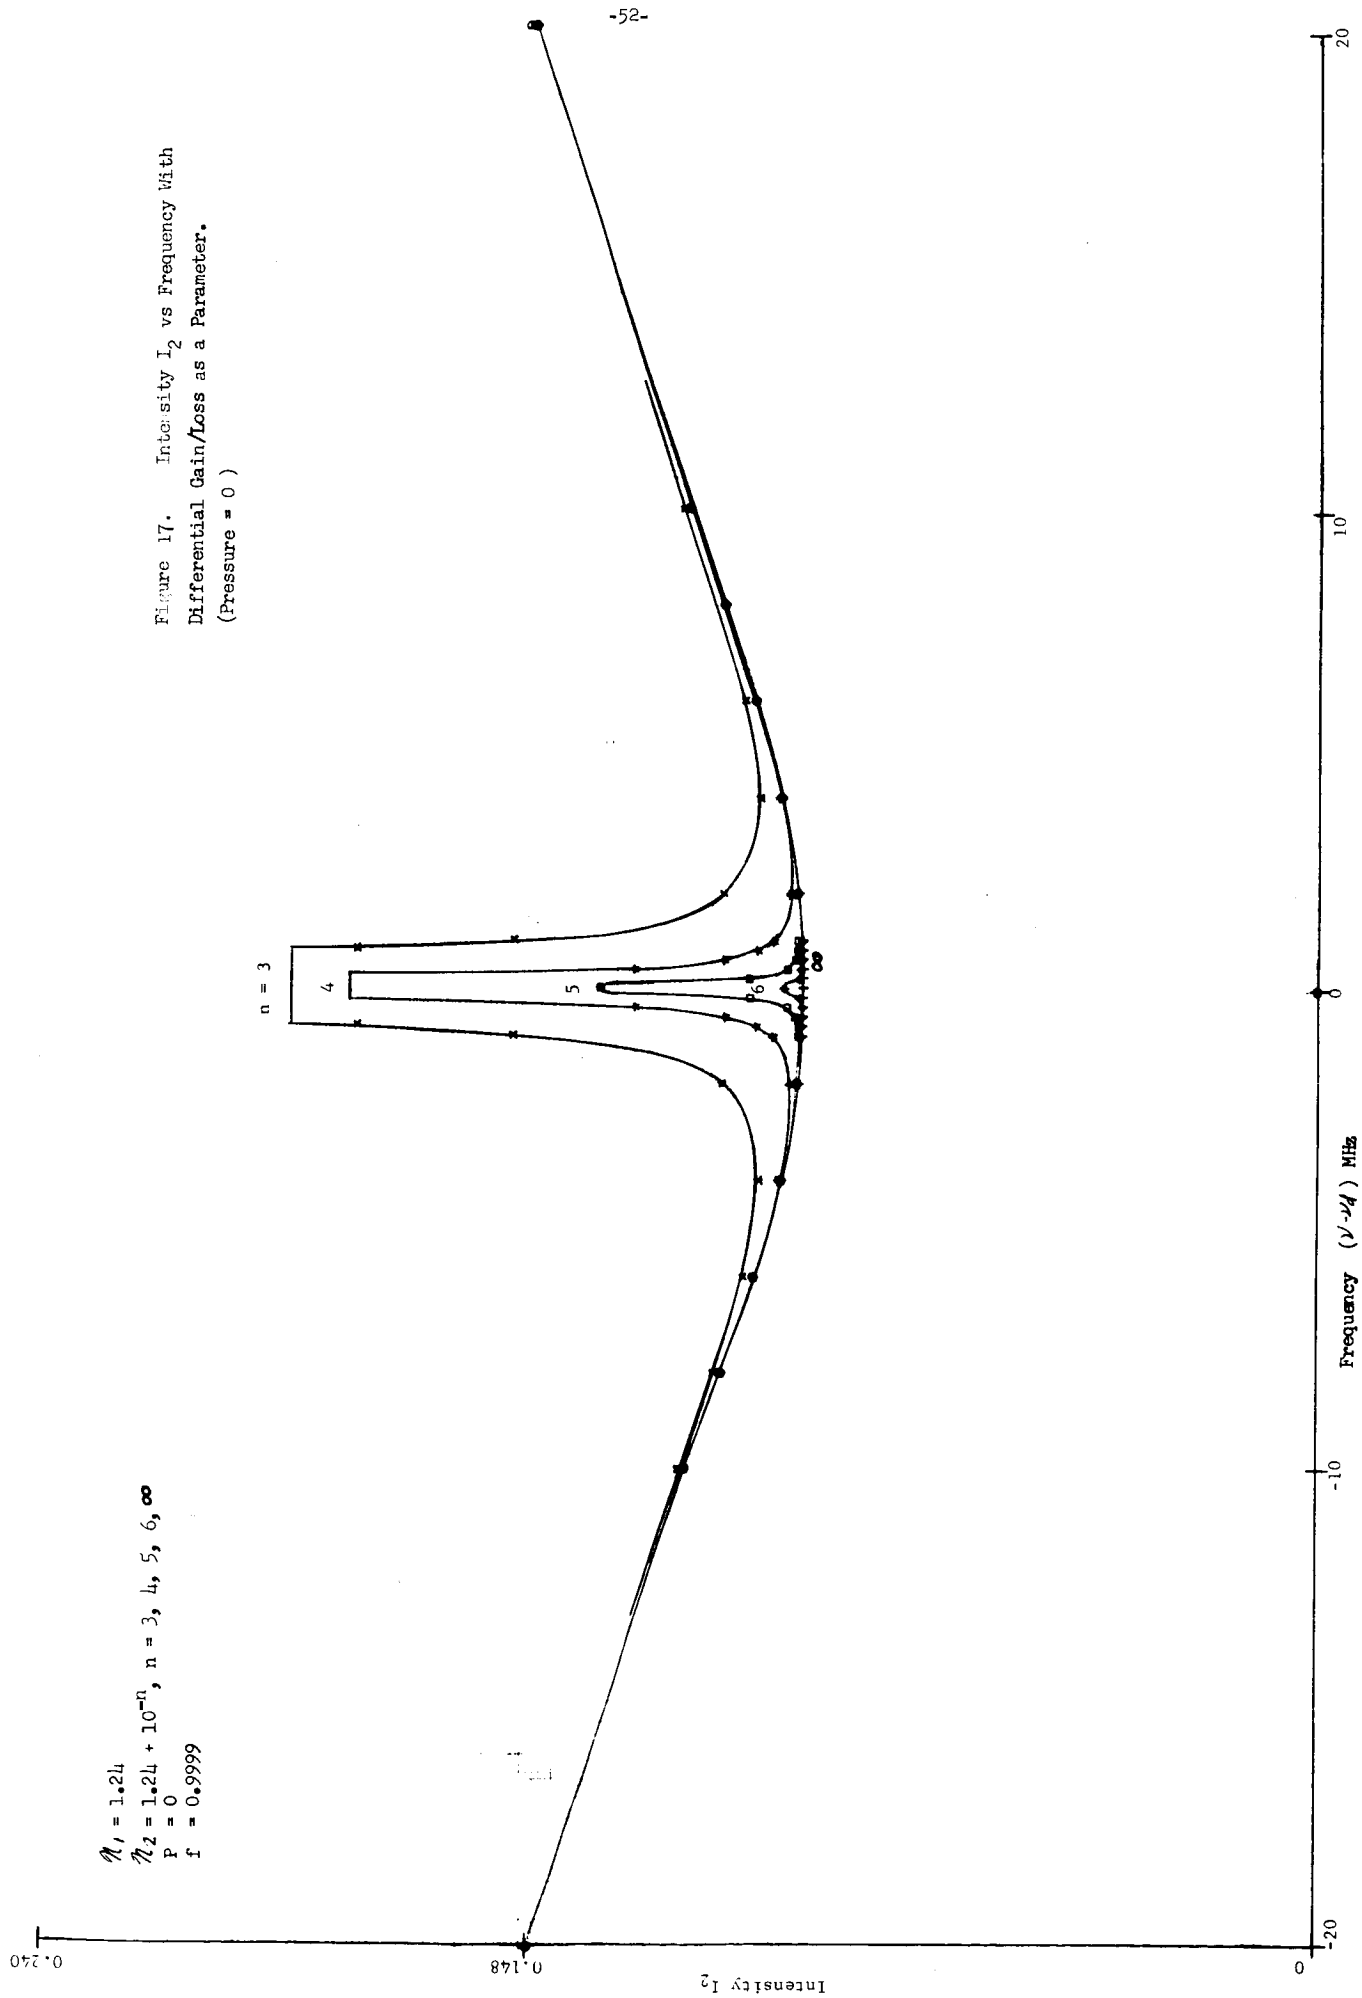 -52-
Figure 17. Intensity I₂ vs Frequency With
Differential Gain/Loss as a Parameter.
(Pressure = 0 )
η₁ = 1.24
η₂ = 1.24 + 10⁻ⁿ, n = 3, 4, 5, 6, ∞
P = 0
f = 0.9999
n = 3
4
5
6
∞
0.240
0.148
0
Intensity I₂
-20
-10
0
10
20
Frequency (ν-ν₄) MHz